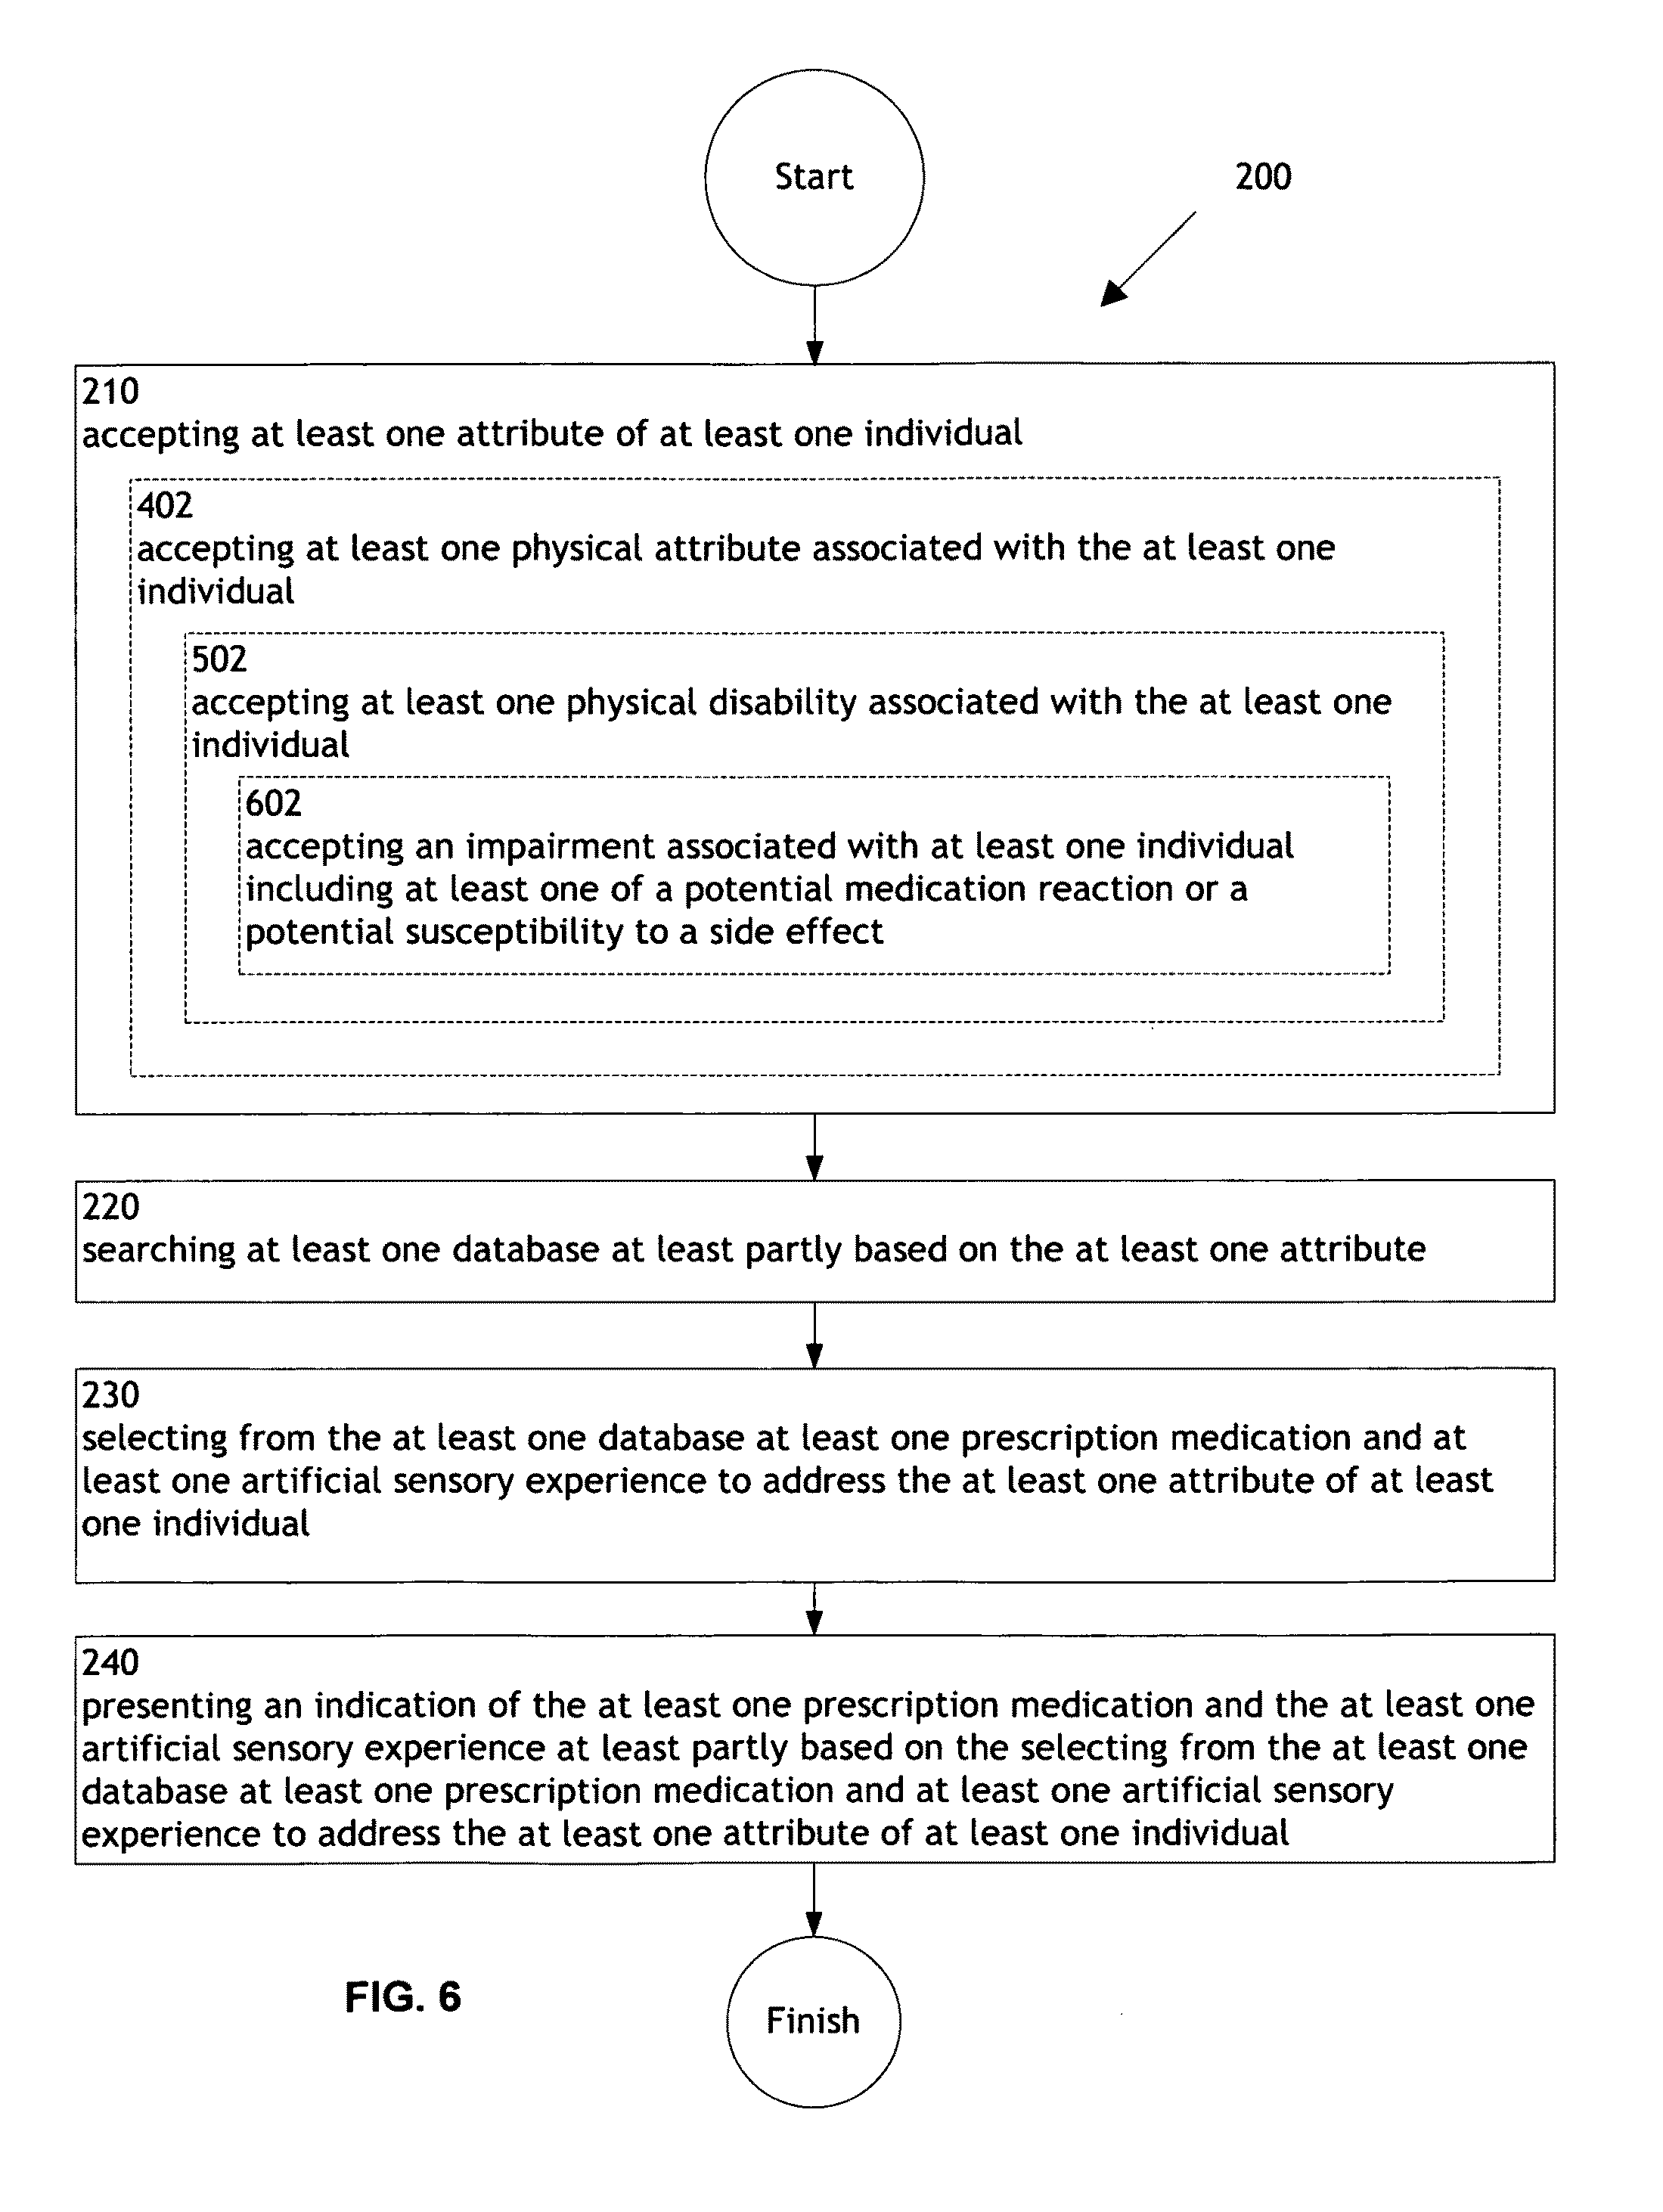 Start
200
210
accepting at least one attribute of at least one individual
402
accepting at least one physical attribute associated with the at least one
individual
502
accepting at least one physical disability associated with the at least one
individual
602
accepting an impairment associated with at least one individual
including at least one of a potential medication reaction or a
potential susceptibility to a side effect
220
searching at least one database at least partly based on the at least one attribute
230
selecting from the at least one database at least one prescription medication and at
least one artificial sensory experience to address the at least one attribute of at least
one individual
240
presenting an indication of the at least one prescription medication and the at least one
artificial sensory experience at least partly based on the selecting from the at least one
database at least one prescription medication and at least one artificial sensory
experience to address the at least one attribute of at least one individual
FIG. 6
Finish